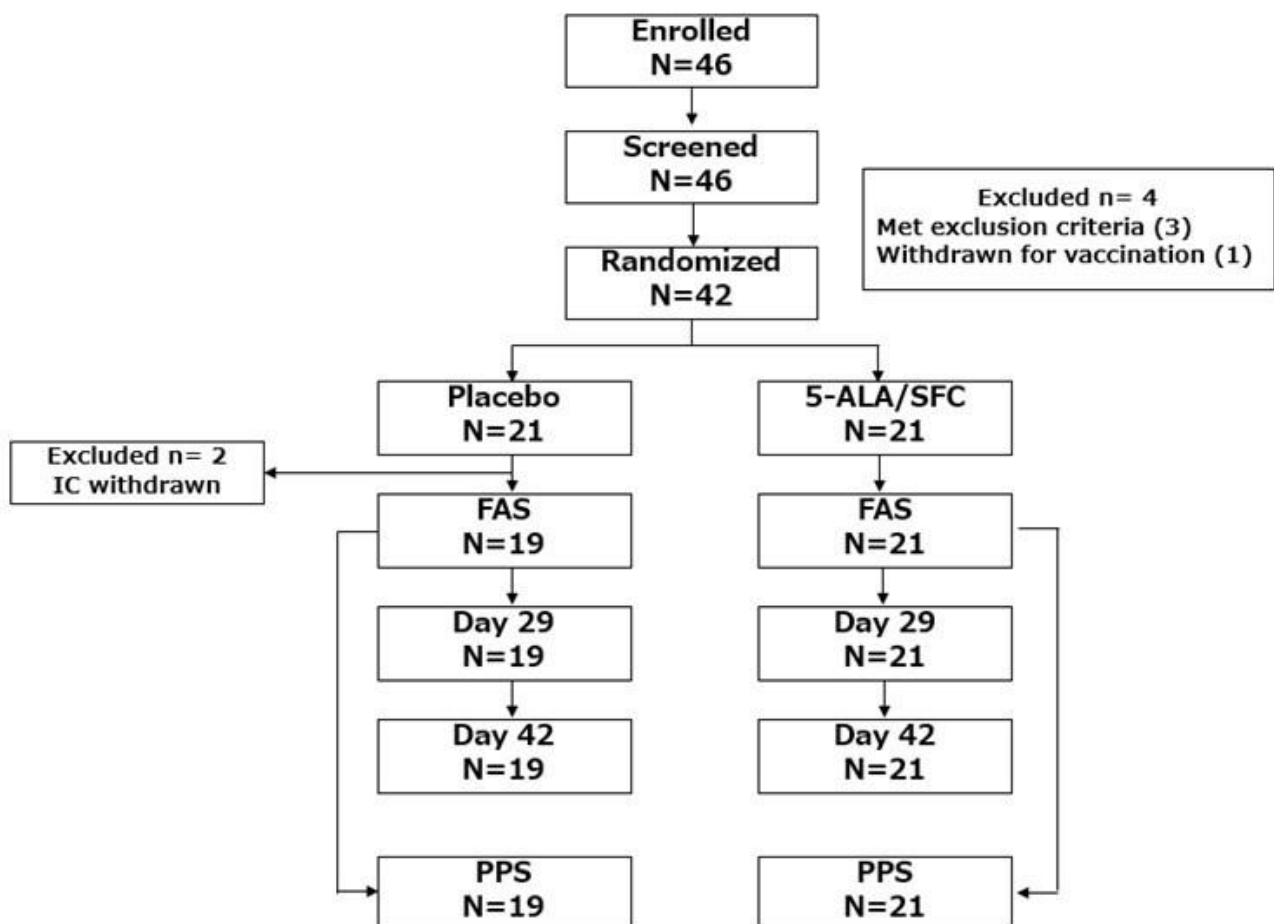 Enrolled
N=46
Screened
N=46
Excluded n= 4
Met exclusion criteria (3)
Withdrawn for vaccination (1)
Randomized
N=42
Placebo
N=21
5-ALA/SFC
N=21
Excluded n= 2
IC withdrawn
FAS
N=19
FAS
N=21
Day 29
N=19
Day 29
N=21
Day 42
N=19
Day 42
N=21
PPS
N=19
PPS
N=21